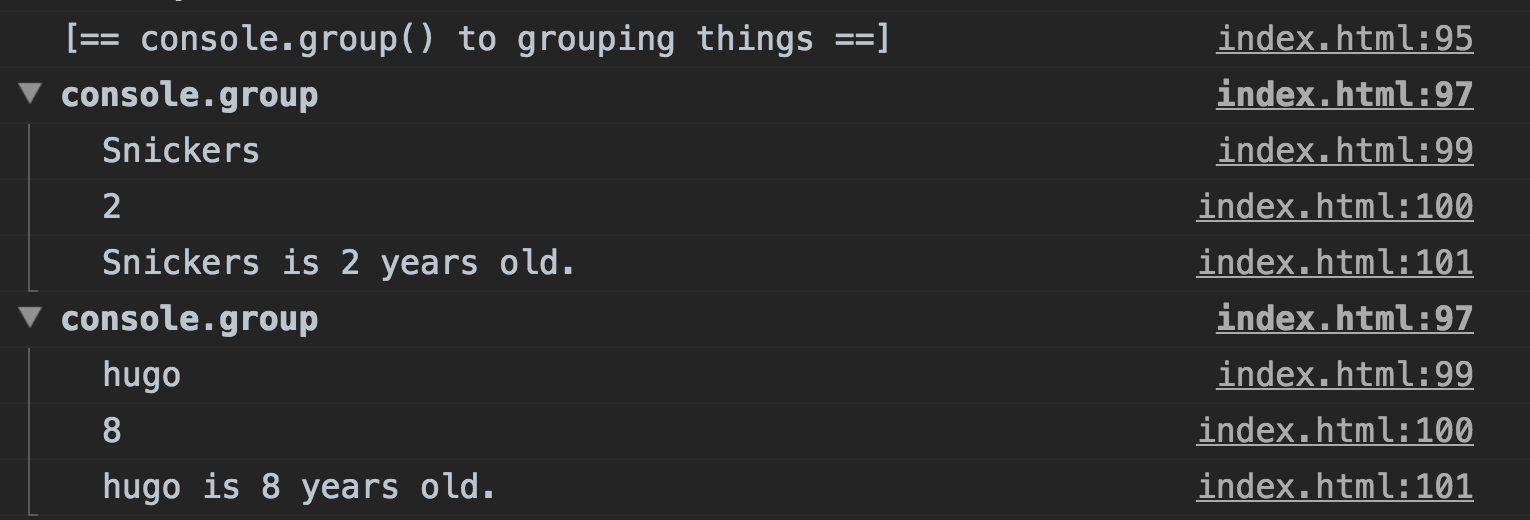 [== console.group() to grouping things ==] index.html:95
▼ console.group index.html:97
Snickers index.html:99
2 index.html:100
Snickers is 2 years old. index.html:101
▼ console.group index.html:97
hugo index.html:99
8 index.html:100
hugo is 8 years old. index.html:101